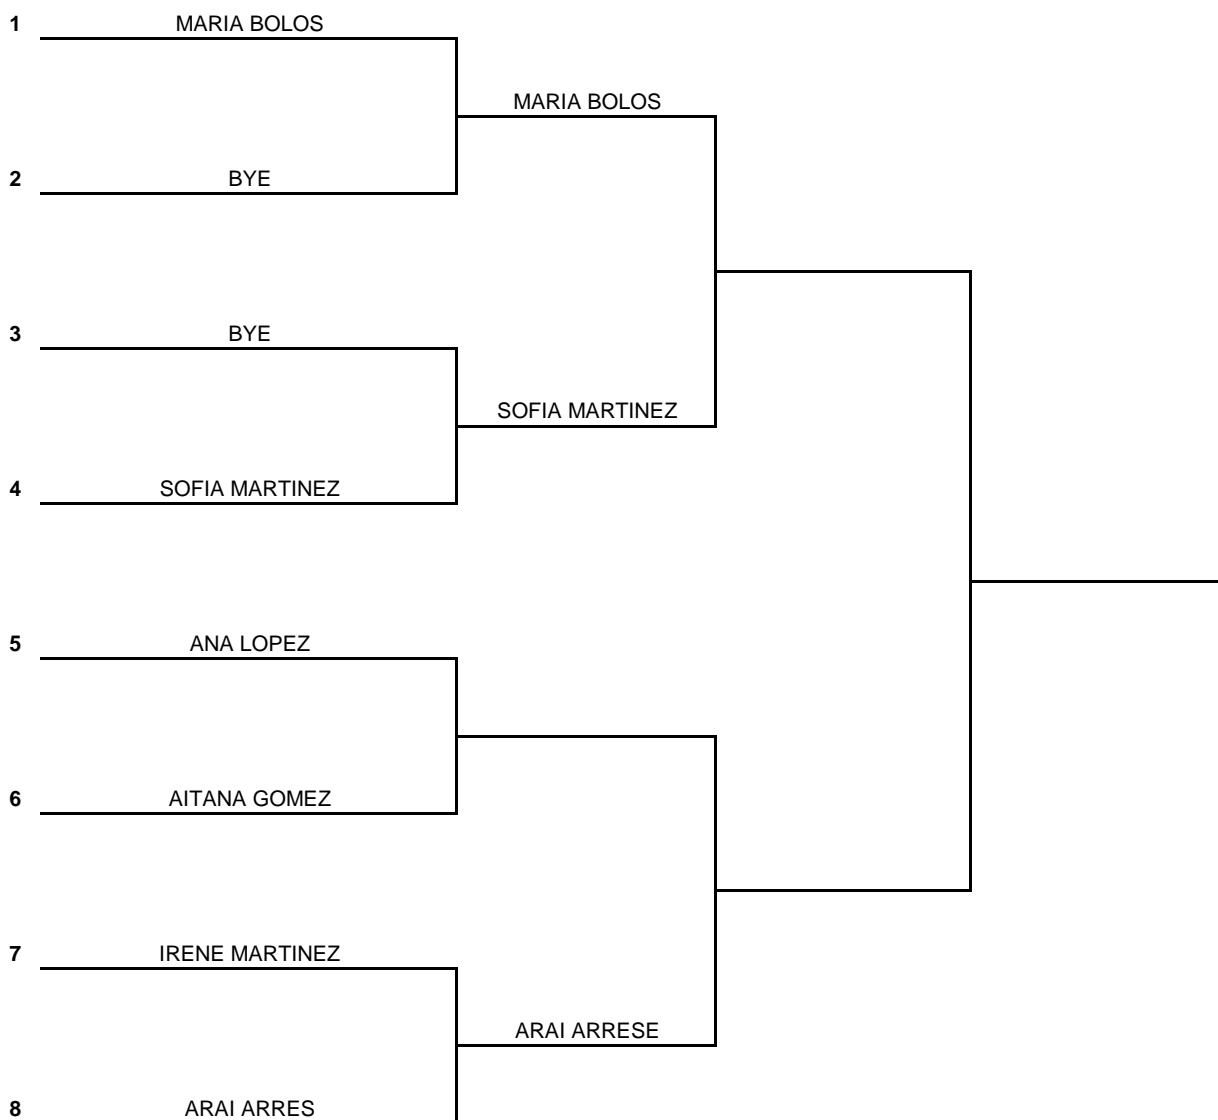 1 MARIA BOLOS
MARIA BOLOS
2 BYE
3 BYE
SOFIA MARTINEZ
4 SOFIA MARTINEZ
5 ANA LOPEZ
6 AITANA GOMEZ
7 IRENE MARTINEZ
ARAI ARRESE
8 ARAI ARRES